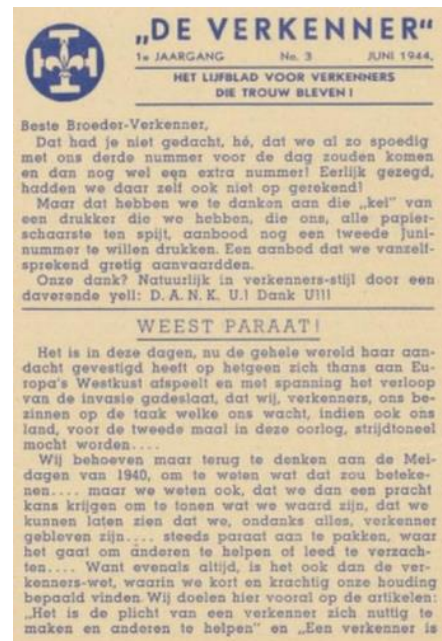 „DE VERKENNER"
1e JAARGANG No. 3 JUNI 1944.
HET LIJFBLAD VOOR VERKENNERS
DIE TROUW BLEVEN !
Beste Broeder-Verkenner,
Dat had je niet gedacht, hé, dat we al zo spoedig
met ons derde nummer voor de dag zouden komen
en dan nog wel een extra nummer! Eerlijk gezegd,
hadden we daar zelf ook niet op gerekend!
Maar dat hebben we te danken aan die „kei" van
een drukker die we hebben, die ons, alle papier-
schaarste ten spijt, aanbood nog een tweede Juni-
nummer te willen drukken. Een aanbod dat we vanzelf-
sprekend gretig aanvaardden.
Onze dank? Natuurlijk in verkenners-stijl door een
daverende yell: D. A. N. K. U.! Dank U!!!
WEEST PARAAT!
Het is in deze dagen, nu de gehele wereld haar aan-
dacht gevestigd heeft op hetgeen zich thans aan Eu-
ropa's Westkust afspeelt en met spanning het verloop
van de invasie gadeslaat, dat wij, verkenners, ons be-
zinnen op de taak welke ons wacht, indien ook ons
land, voor de tweede maal in deze oorlog, strijdtoneel
mocht worden....
Wij behoeven maar terug te denken aan de Mei-
dagen van 1940, om te weten wat dat zou beteke-
nen.... maar we weten ook, dat we dan een pracht
kans krijgen om te tonen wat we waard zijn, dat we
kunnen laten zien dat we, ondanks alles, verkenner
gebleven zijn.... steeds paraat aan te pakken, waar
het gaat om anderen te helpen of leed te verzach-
ten.... Want evenals altijd, is het ook dan de ver-
kenners-wet, waarin we kort en krachtig onze houding
bepaald vinden. Wij doelen hier vooral op de artikelen:
„Het is de plicht van een verkenner zich nuttig te
maken en anderen te helpen" en „Een verkenner is